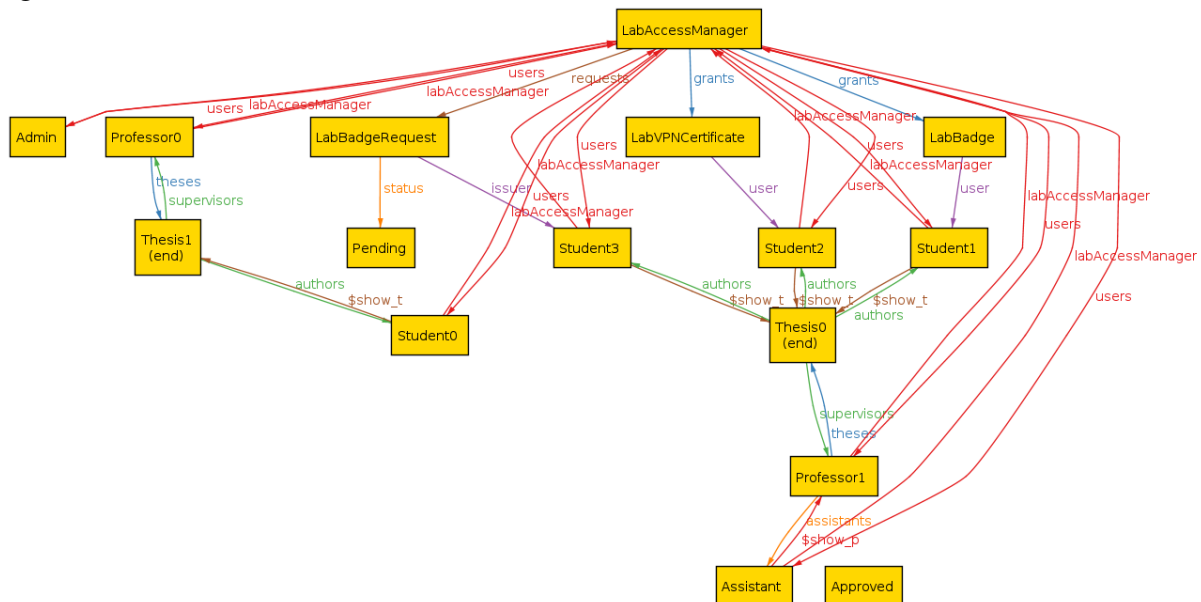 LabAccessManager
users
requests
grants
grants
labAccessManager
users
labAccessManager
labAccessManager
users
Admin
Professor0
LabBadgeRequest
LabVPNCertificate
LabBadge
users
labAccessManager
labAccessManager
theses
status
issuer
users
user
users
user
labAccessManager
supervisors
labAccessManager
users
Thesis1
(end)
Pending
Student3
Student2
Student1
labAccessManager
authors
authors
authors
users
$show_t
$show_t
$show_t
$show_t
authors
Student0
Thesis0
(end)
supervisors
theses
Professor1
assistants
$show_p
Assistant
Approved